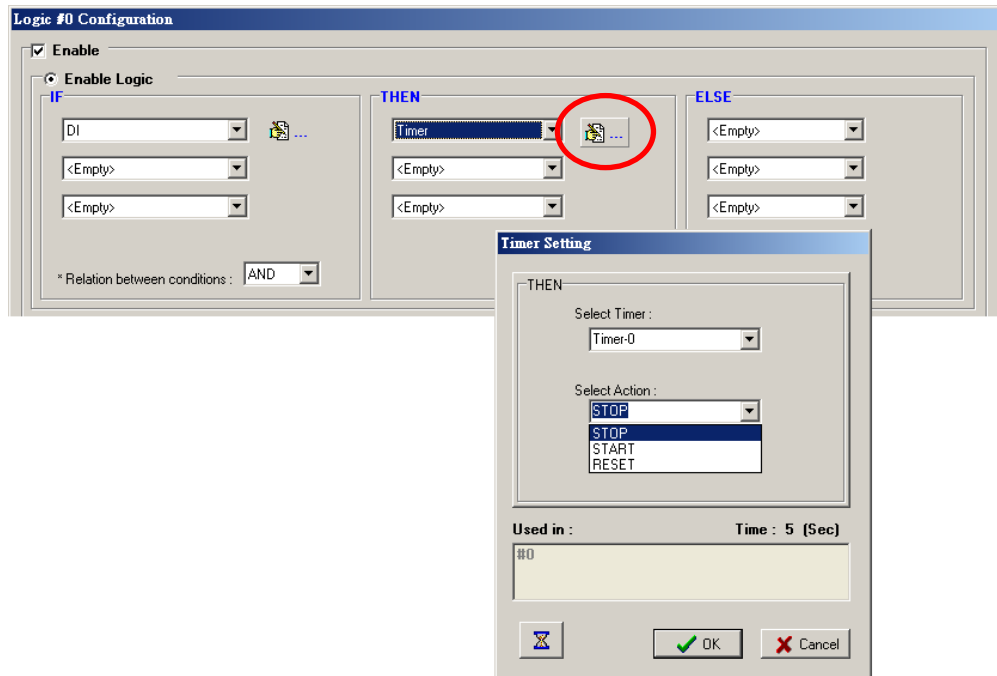 Logic #0 Configuration
Enable
Enable Logic
IF
THEN
ELSE
DI
...
Timer
...
<Empty>
<Empty>
<Empty>
<Empty>
<Empty>
<Empty>
<Empty>
* Relation between conditions : AND
Timer Setting
THEN
Select Timer :
Timer-0
Select Action :
STOP
STOP
START
RESET
Used in : Time : 5 (Sec)
#0
OK Cancel